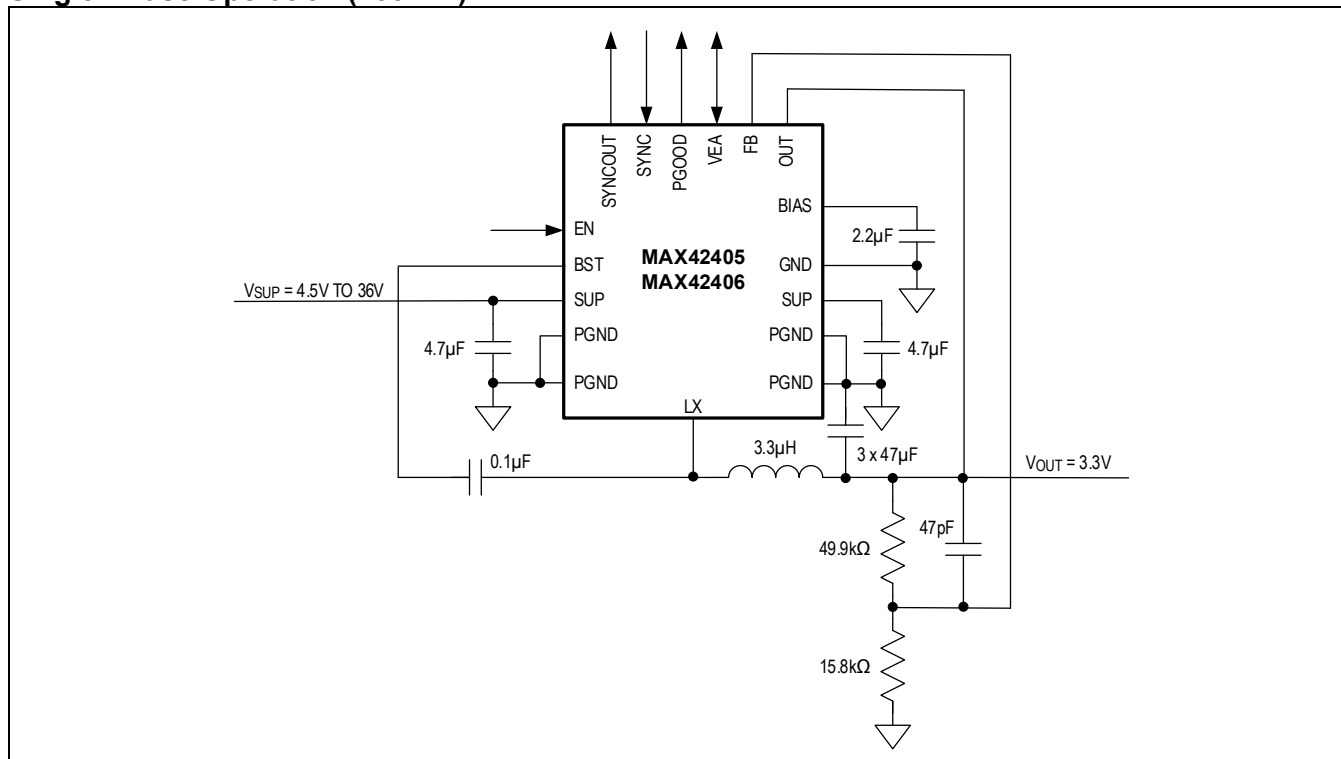 SYNCOUT
SYNC
PGOOD
VEA
FB
OUT
BIAS
2.2µF
EN
MAX42405
MAX42406
BST
GND
VSUP = 4.5V TO 36V
SUP
SUP
4.7µF
PGND
PGND
4.7µF
PGND
PGND
LX
0.1µF
3.3µH
3 x 47µF
VOUT = 3.3V
49.9kΩ
47pF
15.8kΩ